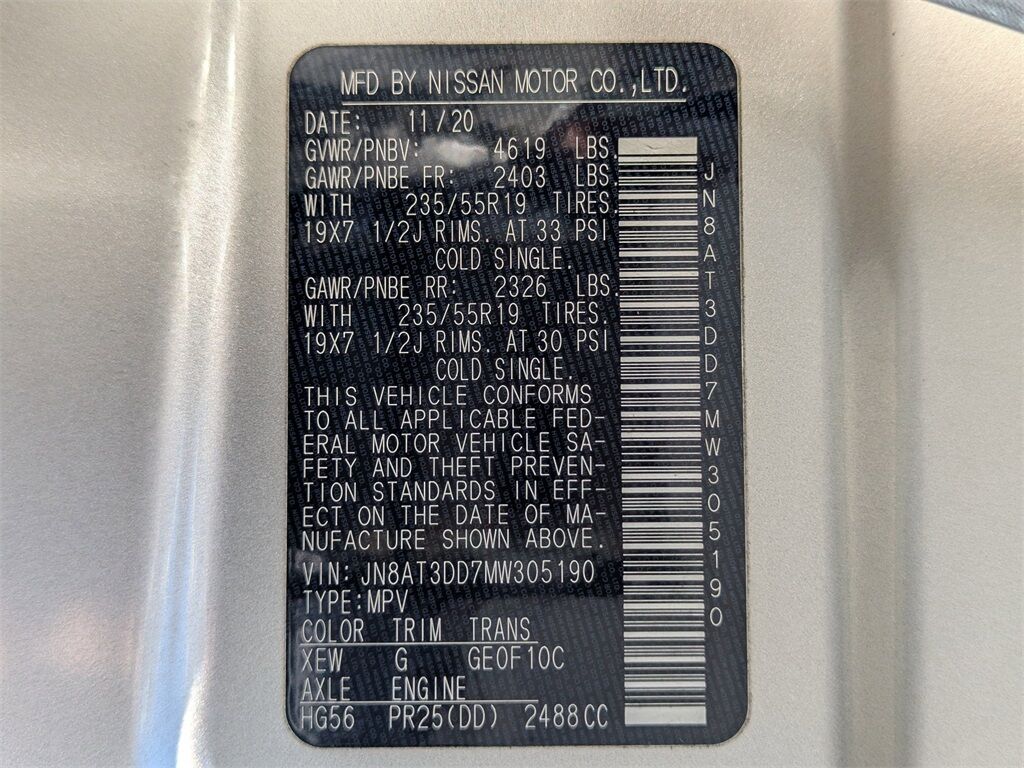 MFD BY NISSAN MOTOR CO.,LTD.
DATE: 11/20
GVWR/PNBV: 4619 LBS.
GAWR/PNBE FR: 2403 LBS.
WITH 235/55R19 TIRES.
19X7 1/2J RIMS. AT 33 PSI
COLD SINGLE.
GAWR/PNBE RR: 2326 LBS.
WITH 235/55R19 TIRES.
19X7 1/2J RIMS. AT 30 PSI
COLD SINGLE.
THIS VEHICLE CONFORMS
TO ALL APPLICABLE FED-
ERAL MOTOR VEHICLE SA-
FETY AND THEFT PREVEN-
TION STANDARDS IN EFF-
ECT ON THE DATE OF MA-
NUFACTURE SHOWN ABOVE.
VIN: JN8AT3DD7MW305190
TYPE:MPV
COLOR TRIM TRANS
XEW G GE0F10C
AXLE ENGINE
HG56 PR25(DD) 2488CC
JN8AT3DD7MW305190